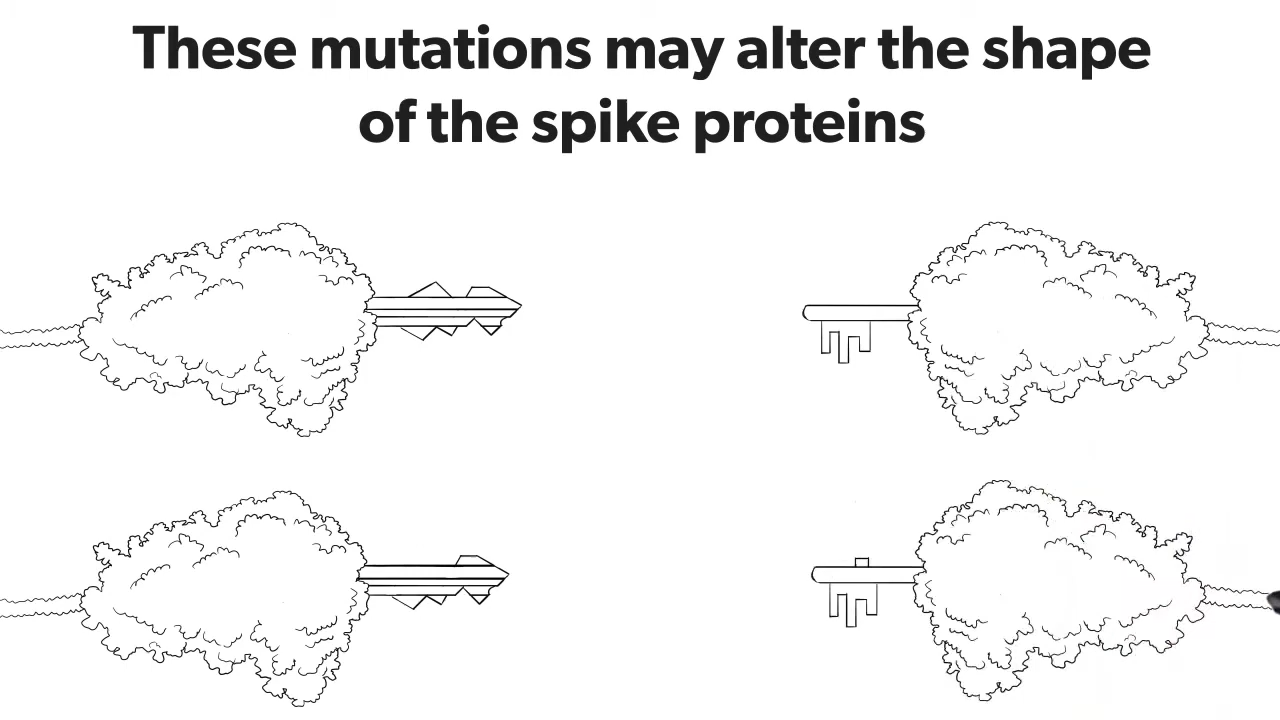 These mutations may alter the shape
of the spike proteins